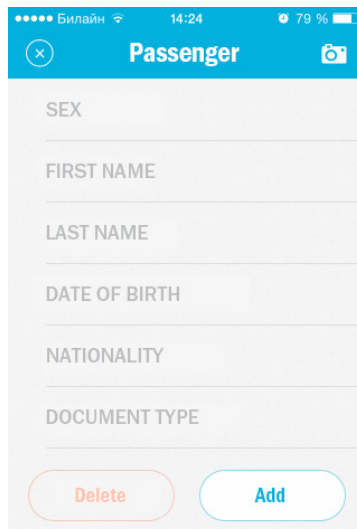 Билайн 14:24 79 %
Passenger
SEX
FIRST NAME
LAST NAME
DATE OF BIRTH
NATIONALITY
DOCUMENT TYPE
Delete Add